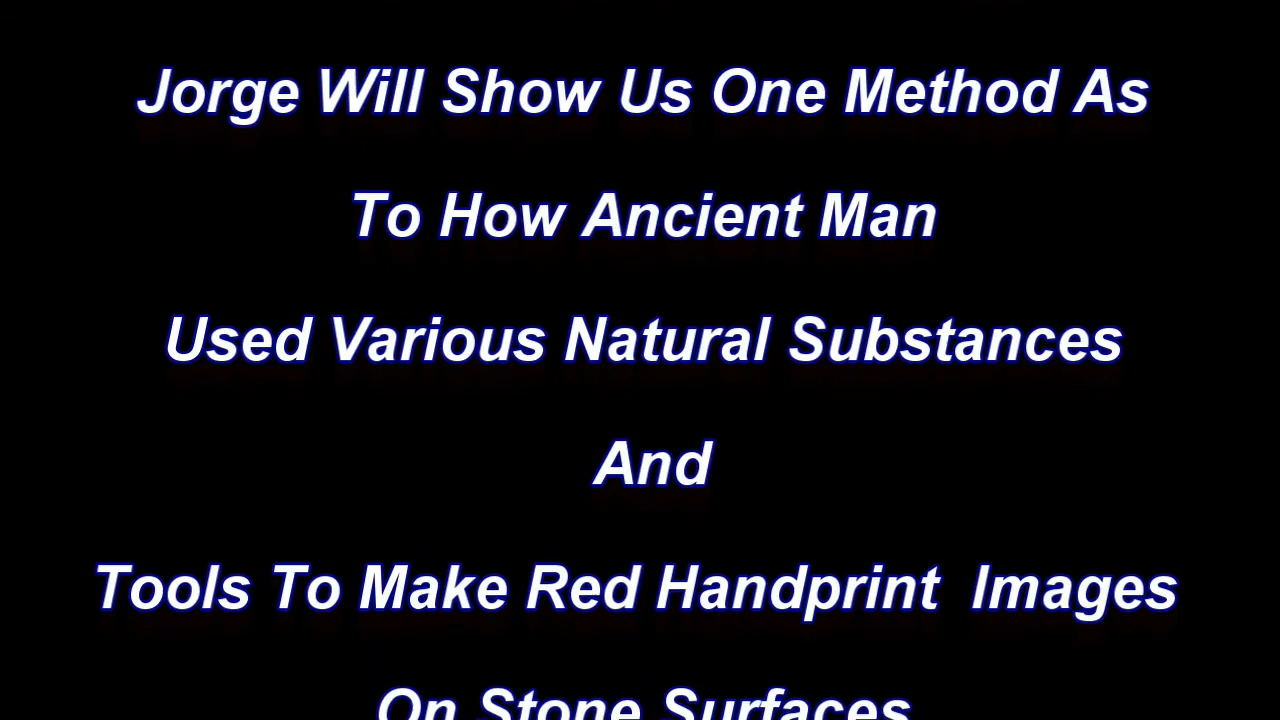 Jorge Will Show Us One Method As
To How Ancient Man
Used Various Natural Substances
And
Tools To Make Red Handprint  Images
On Stone Surfaces